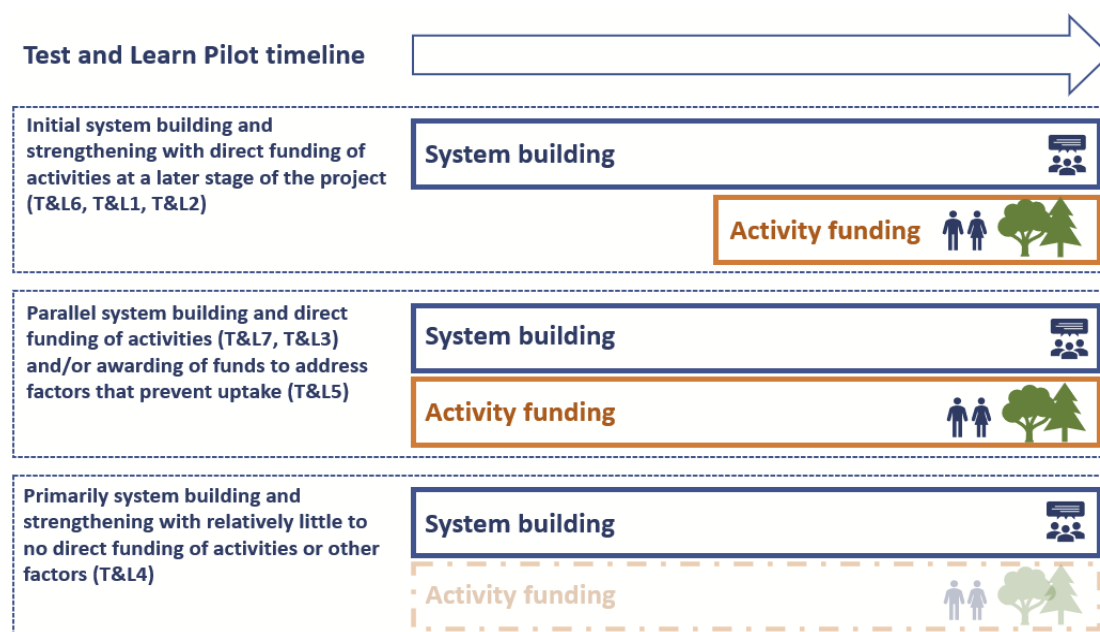 Test and Learn Pilot timeline
Initial system building and
strengthening with direct funding of
activities at a later stage of the project
(T&L6, T&L1, T&L2)
System building
Activity funding
Parallel system building and direct
funding of activities (T&L7, T&L3)
and/or awarding of funds to address
factors that prevent uptake (T&L5)
System building
Activity funding
Primarily system building and
strengthening with relatively little to
no direct funding of activities or other
factors (T&L4)
System building
Activity funding